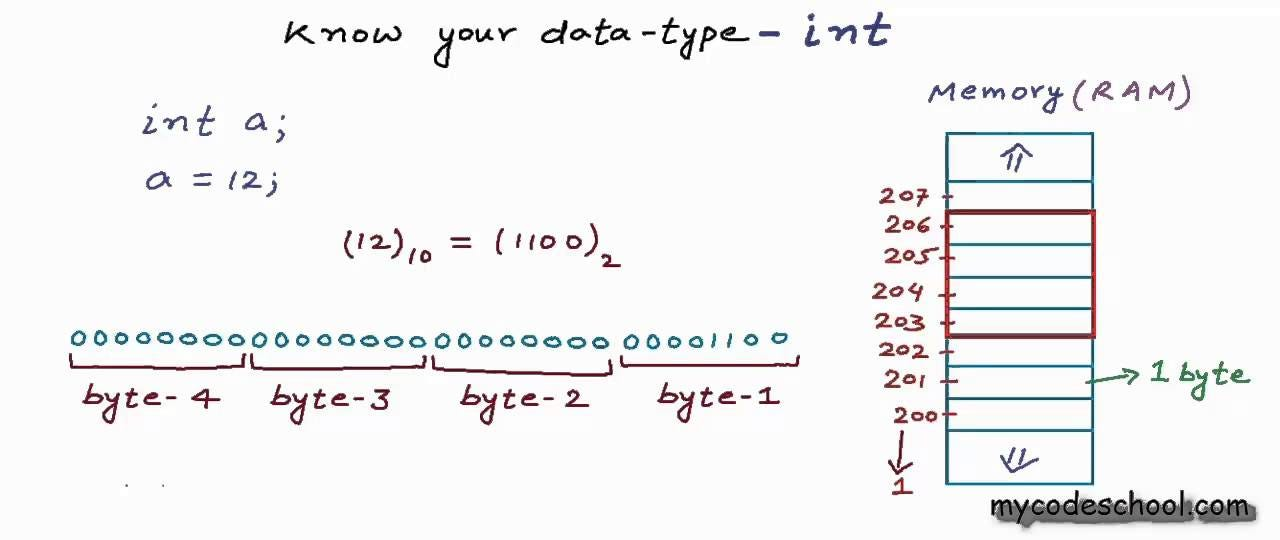 Know your data-type - int
int a;
a = 12;
(12)10 = (1100)2
00000000 00000000 00000000 00001100
byte-4 byte-3 byte-2 byte-1
Memory (RAM)
207
206
205
204
203
202
201
1 byte
200
1
mycodeschool.com